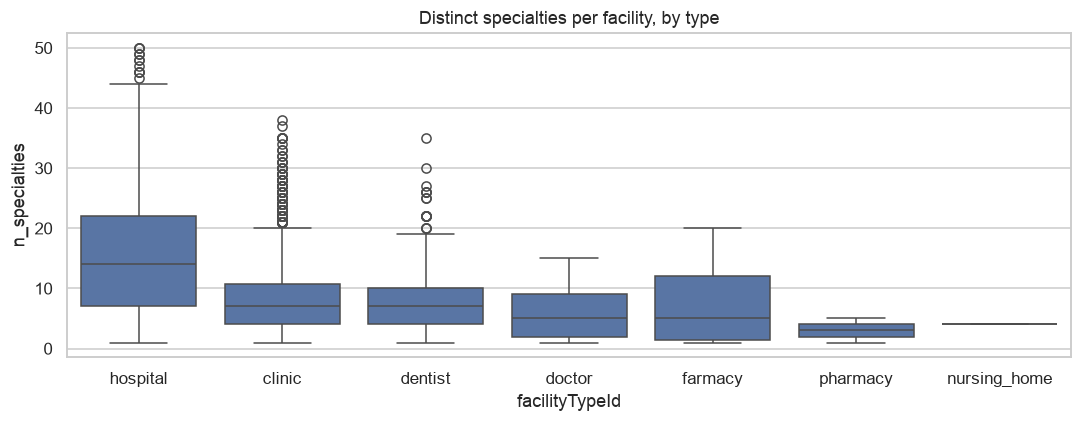 Distinct specialties per facility, by type
n_specialties
50
40
30
20
10
0
hospital clinic dentist doctor farmacy pharmacy nursing_home
facilityTypeId